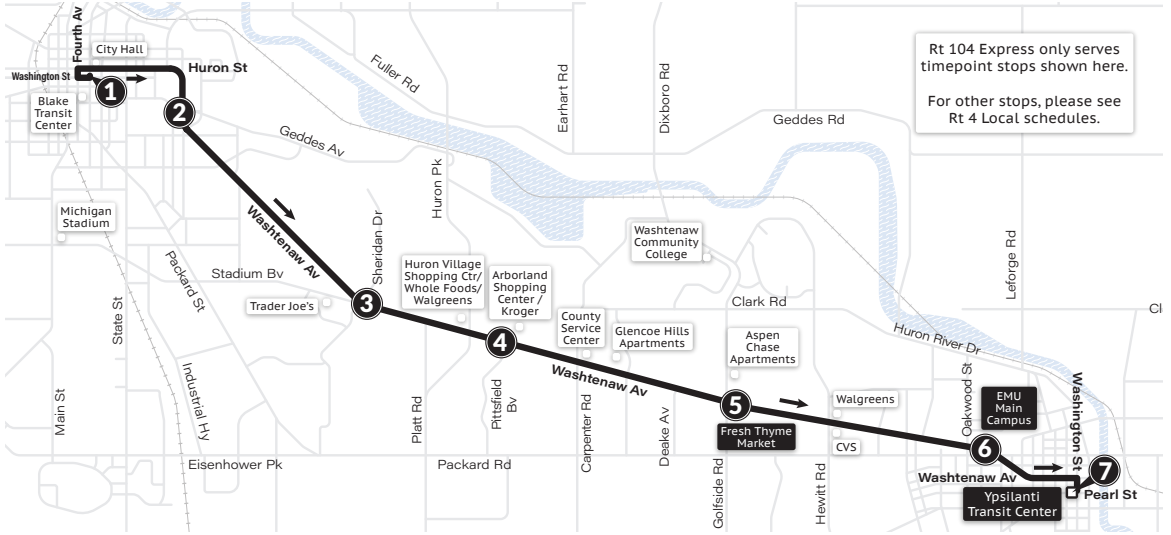 Fourth Av
City Hall
Washington St
Huron St
1
2
Blake
Transit
Center
Fuller Rd
Earhart Rd
Dixboro Rd
Geddes Rd
Rt 104 Express only serves
timepoint stops shown here.
For other stops, please see
Rt 4 Local schedules.
Geddes Av
Huron Pk
Michigan
Stadium
Washtenaw Av
Sheridan Dr
Washtenaw
Community
College
Leforge Rd
Packard St
Stadium Bv
Trader Joe's
3
Huron Village
Shopping Ctr/
Whole Foods/
Walgreens
Arborland
Shopping
Center /
Kroger
4
County
Service
Center
Glencoe Hills
Apartments
Clark Rd
Cl
Aspen
Chase
Apartments
Huron River Dr
State St
Main St
Industrial Hy
Eisenhower Pk
Platt Rd
Pittsfield
Bv
Packard Rd
Washtenaw Av
Carpenter Rd
Deake Av
5
Fresh Thyme
Market
Golfside Rd
Walgreens
CVS
Hewitt Rd
Oakwood St
EMU
Main
Campus
Washington St
6
7
Washtenaw Av
Ypsilanti
Transit Center
Pearl St